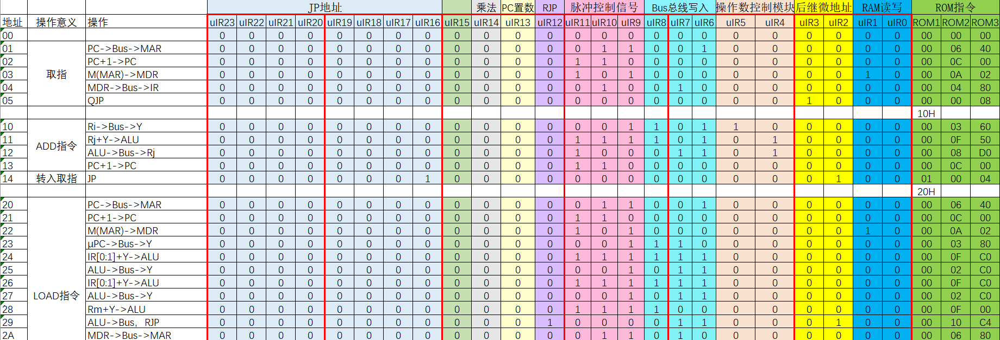 JP地址 乘法 PC置数 RJP 脉冲控制信号 Bus总线写入 操作数控制模块 后继微地址 RAM读写 ROM指令
地址 操作意义 操作 uIR23 uIR22 uIR21 uIR20 uIR19 uIR18 uIR17 uIR16 uIR15 uIR14 uIR13 uIR12 uIR11 uIR10 uIR9 uIR8 uIR7 uIR6 uIR5 uIR4 uIR3 uIR2 uIR1 uIR0 ROM1 ROM2 ROM3
00 0 0 0 0 0 0 0 0 0 0 0 0 0 0 0 0 0 0 0 0 0 0 0 0 00 00 00
01 PC->Bus->MAR 0 0 0 0 0 0 0 0 0 0 0 0 0 1 1 0 0 1 0 0 0 0 0 0 00 06 40
02 PC+1->PC 0 0 0 0 0 0 0 0 0 0 0 0 1 1 0 0 0 0 0 0 0 0 0 0 00 0C 00
03 取指 M(MAR)->MDR 0 0 0 0 0 0 0 0 0 0 0 0 1 0 1 0 0 0 0 0 0 0 1 0 00 0A 02
04 MDR->Bus->IR 0 0 0 0 0 0 0 0 0 0 0 0 0 1 0 0 1 0 0 0 0 0 0 0 00 04 80
05 QJP 0 0 0 0 0 0 0 0 0 0 0 0 0 0 0 0 0 0 0 0 1 0 0 0 00 00 08
10H
10 Ri->Bus->Y 0 0 0 0 0 0 0 0 0 0 0 0 0 0 1 1 0 1 1 0 0 0 0 0 00 03 60
11 ADD指令 Rj+Y->ALU 0 0 0 0 0 0 0 0 0 0 0 0 1 1 1 1 0 1 0 1 0 0 0 0 00 0F 50
12 ALU->Bus->Rj 0 0 0 0 0 0 0 0 0 0 0 0 1 0 0 0 1 1 0 1 0 0 0 0 00 08 D0
13 PC+1->PC 0 0 0 0 0 0 0 0 0 0 0 0 1 1 0 0 0 0 0 0 0 0 0 0 00 0C 00
14 转入取指 JP 0 0 0 0 0 0 0 1 0 0 0 0 0 0 0 0 0 0 0 0 0 1 0 0 01 00 04
20H
20 PC->Bus->MAR 0 0 0 0 0 0 0 0 0 0 0 0 0 1 1 0 0 1 0 0 0 0 0 0 00 06 40
21 PC+1->PC 0 0 0 0 0 0 0 0 0 0 0 0 1 1 0 0 0 0 0 0 0 0 0 0 00 0C 00
22 M(MAR)->MDR 0 0 0 0 0 0 0 0 0 0 0 0 1 0 1 0 0 0 0 0 0 0 1 0 00 0A 02
23 μPC->Bus->Y 0 0 0 0 0 0 0 0 0 0 0 0 0 0 1 1 1 0 0 0 0 0 0 0 00 03 80
24 IR[0:1]+Y->ALU 0 0 0 0 0 0 0 0 0 0 0 0 1 1 1 1 1 1 0 0 0 0 0 0 00 0F C0
25 ALU->Bus->Y 0 0 0 0 0 0 0 0 0 0 0 0 0 0 1 0 1 1 0 0 0 0 0 0 00 02 C0
26 IR[0:1]+Y->ALU 0 0 0 0 0 0 0 0 0 0 0 0 1 1 1 1 1 1 0 0 0 0 0 0 00 0F C0
27 LOAD指令 ALU->Bus->Y 0 0 0 0 0 0 0 0 0 0 0 0 0 0 1 0 1 1 0 0 0 0 0 0 00 02 C0
28 Rm+Y->ALU 0 0 0 0 0 0 0 0 0 0 0 0 1 1 1 1 0 0 0 0 0 0 0 0 00 0F 00
29 ALU->Bus，RJP 0 0 0 0 0 0 0 0 0 0 0 1 0 0 0 0 1 1 0 0 0 1 0 0 00 10 C4
2A MDR->Bus->MAR 0 0 0 0 0 0 0 0 0 0 0 0 0 1 1 0 1 0 0 0 0 0 0 0 00 06 80